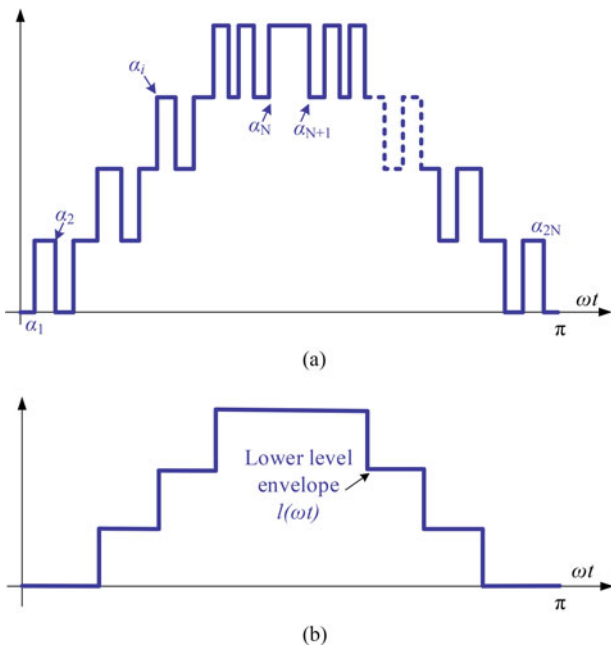 αi
αN
αN+1
α2
α2N
α1
ωt
π
(a)
Lower level
envelope
l(ωt)
ωt
π
(b)